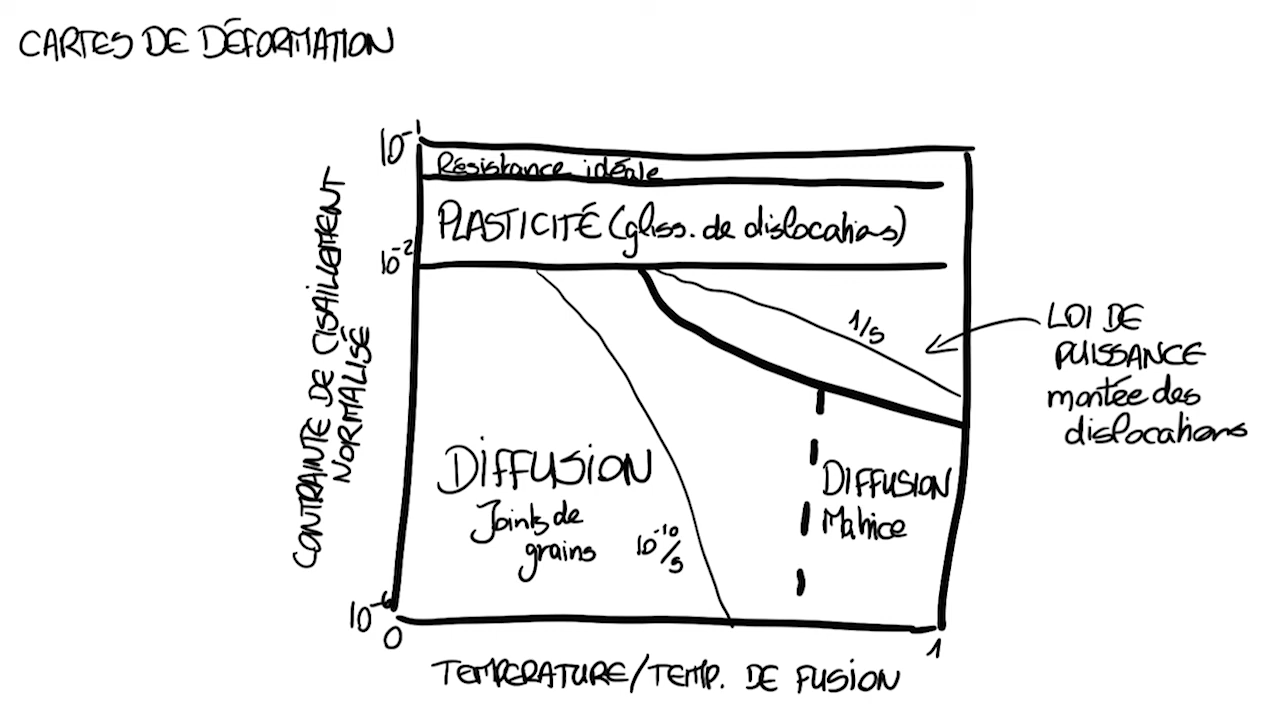 CARTES DE DÉFORMATION
10⁻¹
Résistance idéale
PLASTICITÉ (gliss. de dislocations)
10⁻²
CONTRAINTE DE CISAILLEMENT
NORMALISÉ
1/s
LOI DE
PUISSANCE
montée des
dislocations
DIFFUSION
Joints de
grains
10⁻¹⁰/s
DIFFUSION
Matrice
10⁻⁶
0
1
TEMPERATURE/TEMP. DE FUSION